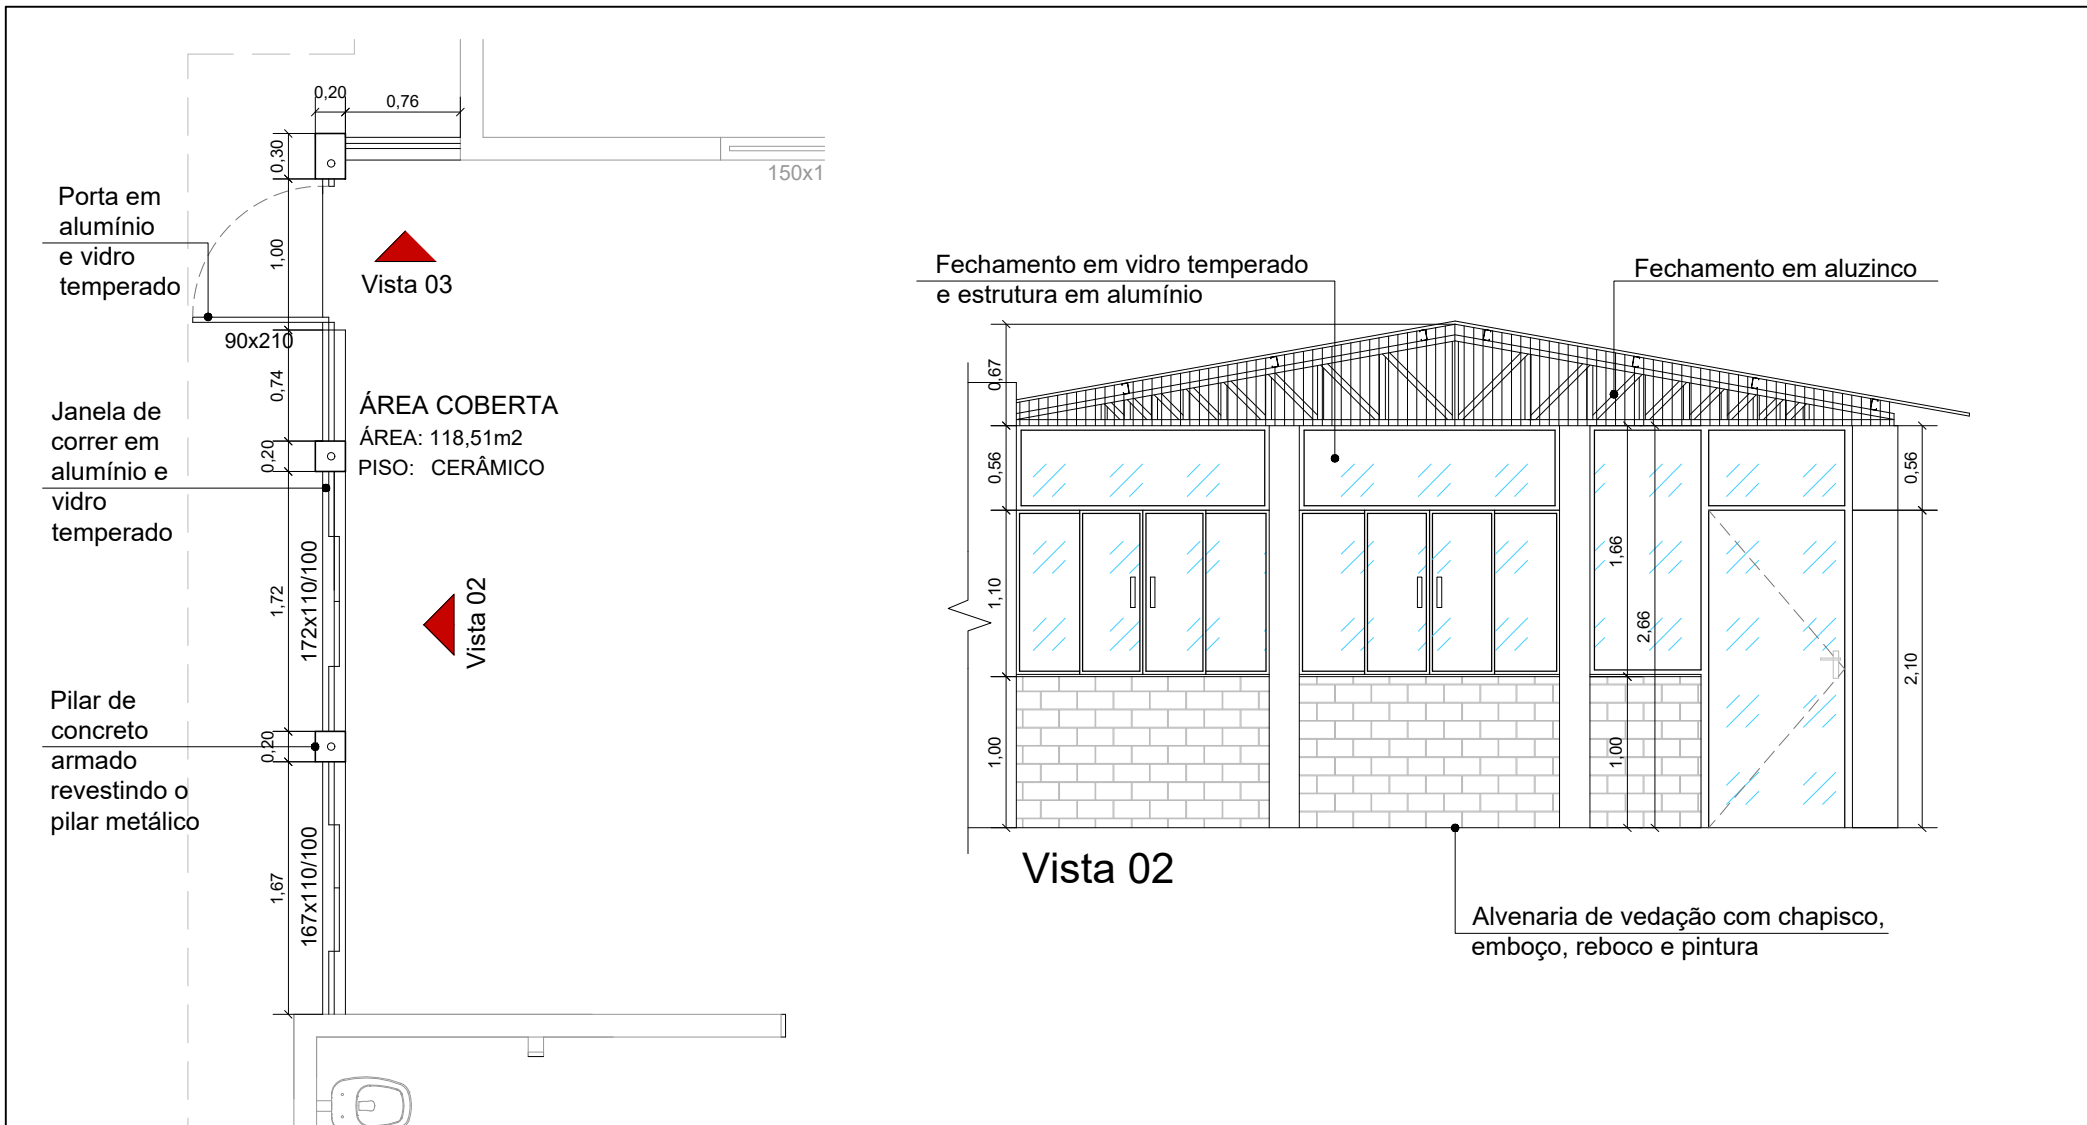 0,20
0,76
0,30
150x1
Porta em
alumínio
e vidro
temperado
1,00
Vista 03
90x210
0,74
ÁREA COBERTA
ÁREA: 118,51m2
PISO: CERÂMICO
Janela de
correr em
alumínio e
vidro
temperado
0,20
1,72
172x110/100
Vista 02
Pilar de
concreto
armado
revestindo o
pilar metálico
0,20
1,67
167x110/100
Fechamento em vidro temperado
e estrutura em alumínio
Fechamento em aluzinco
0,67
0,56
0,56
1,10
1,66
2,66
2,10
1,00
1,00
Vista 02
Alvenaria de vedação com chapisco,
emboço, reboco e pintura